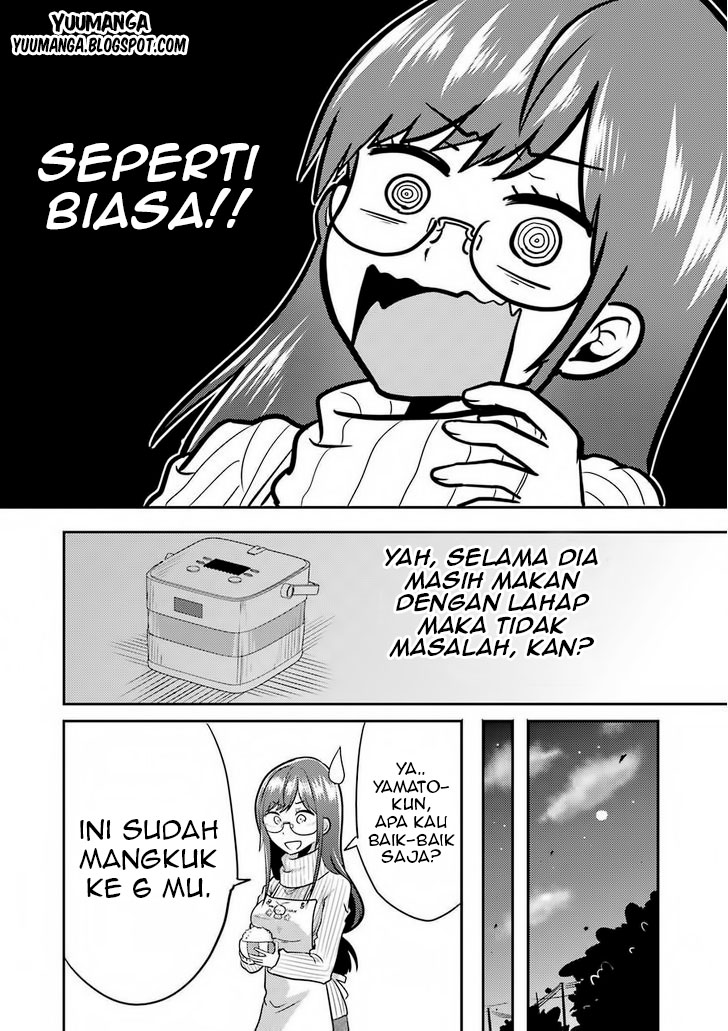 YUUMANGA
YUUMANGA.BLOGSPOT.COM
SEPERTI
BIASA!!
YAH, SELAMA DIA
MASIH MAKAN
DENGAN LAHAP
MAKA TIDAK
MASALAH, KAN?
YA..
YAMATO-
KUN,
APA KAU
BAIK-BAIK
SAJA?
INI SUDAH
MANGKUK
KE 6 MU.